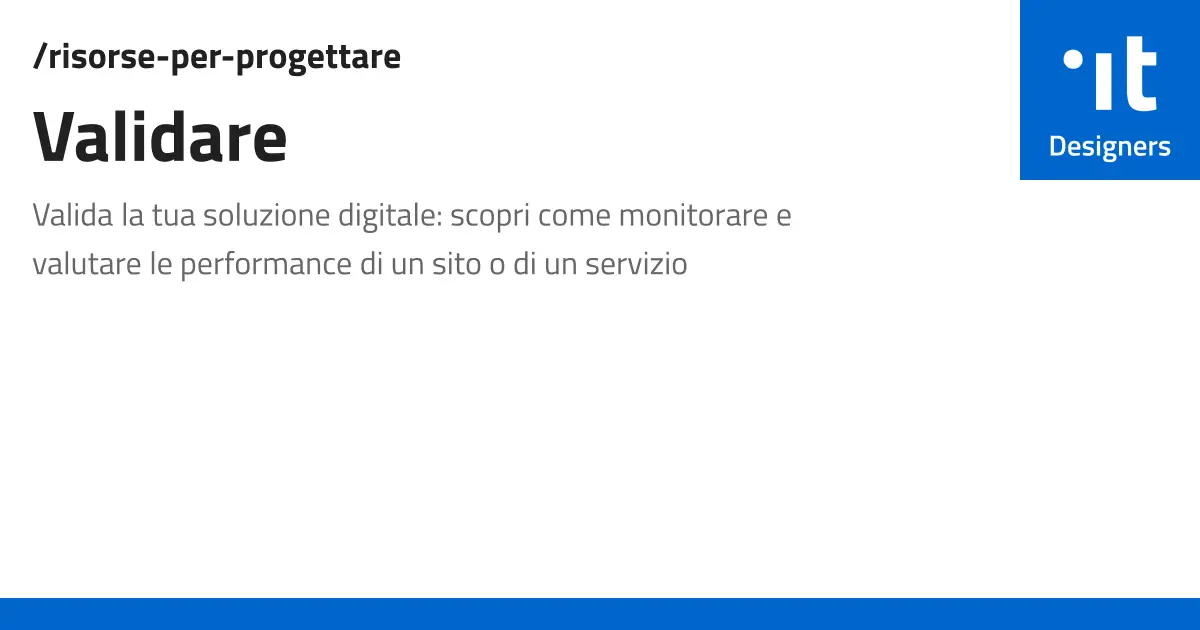 /risorse-per-progettare
Validare
Valida la tua soluzione digitale: scopri come monitorare e
valutare le performance di un sito o di un servizio
it
Designers